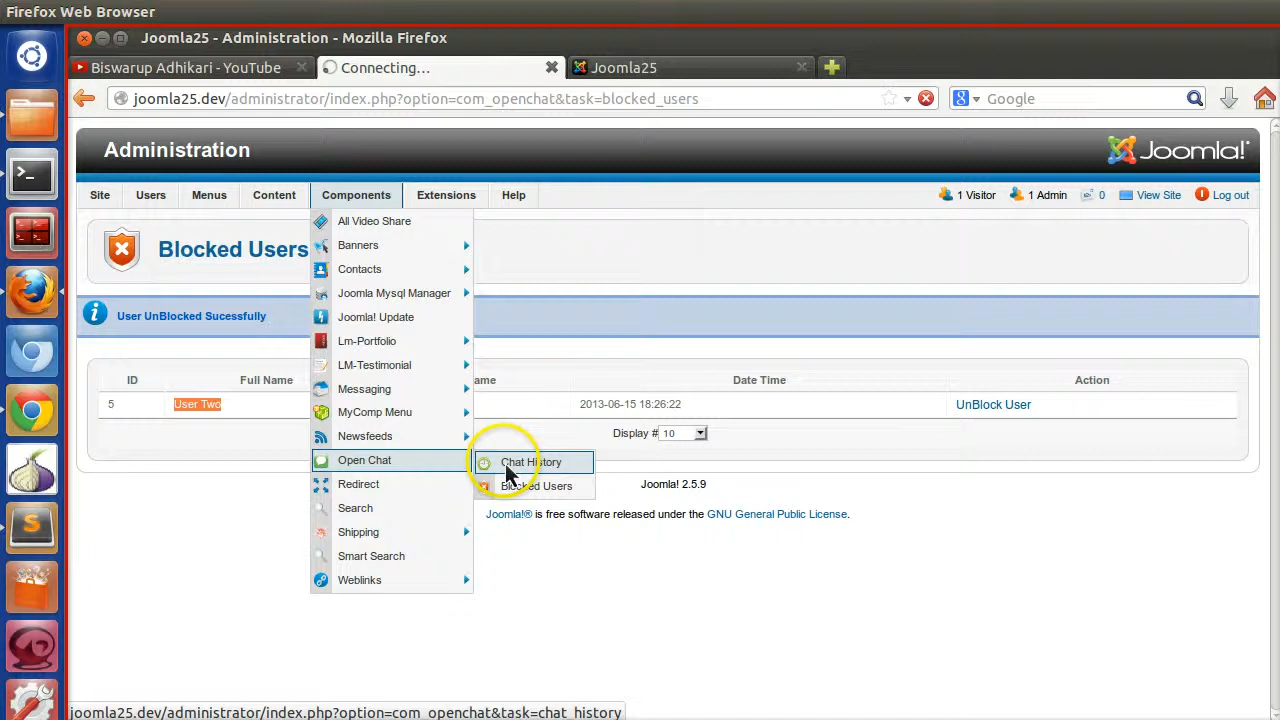 Firefox Web Browser
Joomla25 - Administration - Mozilla Firefox
Biswarup Adhikari - YouTube
Connecting...
Joomla25
joomla25.dev/administrator/index.php?option=com_openchat&task=blocked_users
Google
Administration
Joomla!®
Site Users Menus Content Components Extensions Help
1 Visitor 1 Admin 0 View Site Log out
Blocked Users
User UnBlocked Sucessfully
ID Full Name Date Time Action
5 User Two 2013-06-15 18:26:22 UnBlock User
Display # 10
All Video Share
Banners
Contacts
Joomla Mysql Manager
Joomla! Update
Lm-Portfolio
LM-Testimonial
Messaging
MyComp Menu
Newsfeeds
Open Chat
Redirect
Search
Shipping
Smart Search
Weblinks
Chat History
Blocked Users
Joomla! 2.5.9
Joomla!® is free software released under the GNU General Public License.
joomla25.dev/administrator/index.php?option=com_openchat&task=chat_history